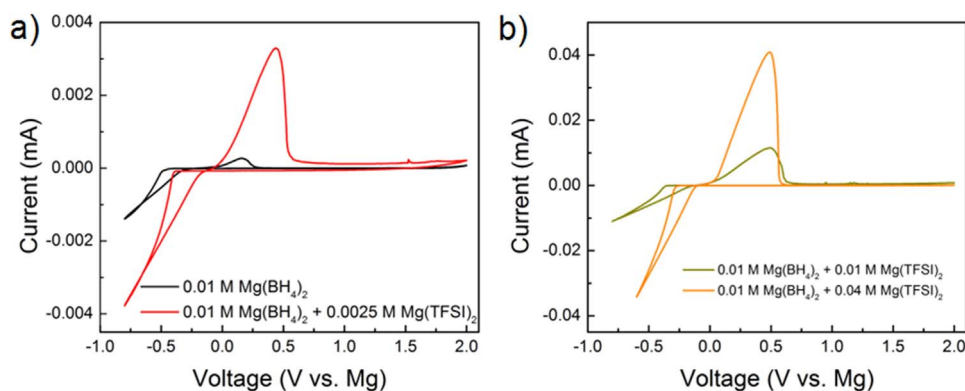 a)
0.004
0.002
0.000
-0.002
-0.004
Current (mA)
-1.0 -0.5 0.0 0.5 1.0 1.5 2.0
Voltage (V vs. Mg)
0.01 M Mg(BH₄)₂
0.01 M Mg(BH₄)₂ + 0.0025 M Mg(TFSI)₂
b)
0.04
0.02
0.00
-0.02
-0.04
Current (mA)
-1.0 -0.5 0.0 0.5 1.0 1.5 2.0
Voltage (V vs. Mg)
0.01 M Mg(BH₄)₂ + 0.01 M Mg(TFSI)₂
0.01 M Mg(BH₄)₂ + 0.04 M Mg(TFSI)₂